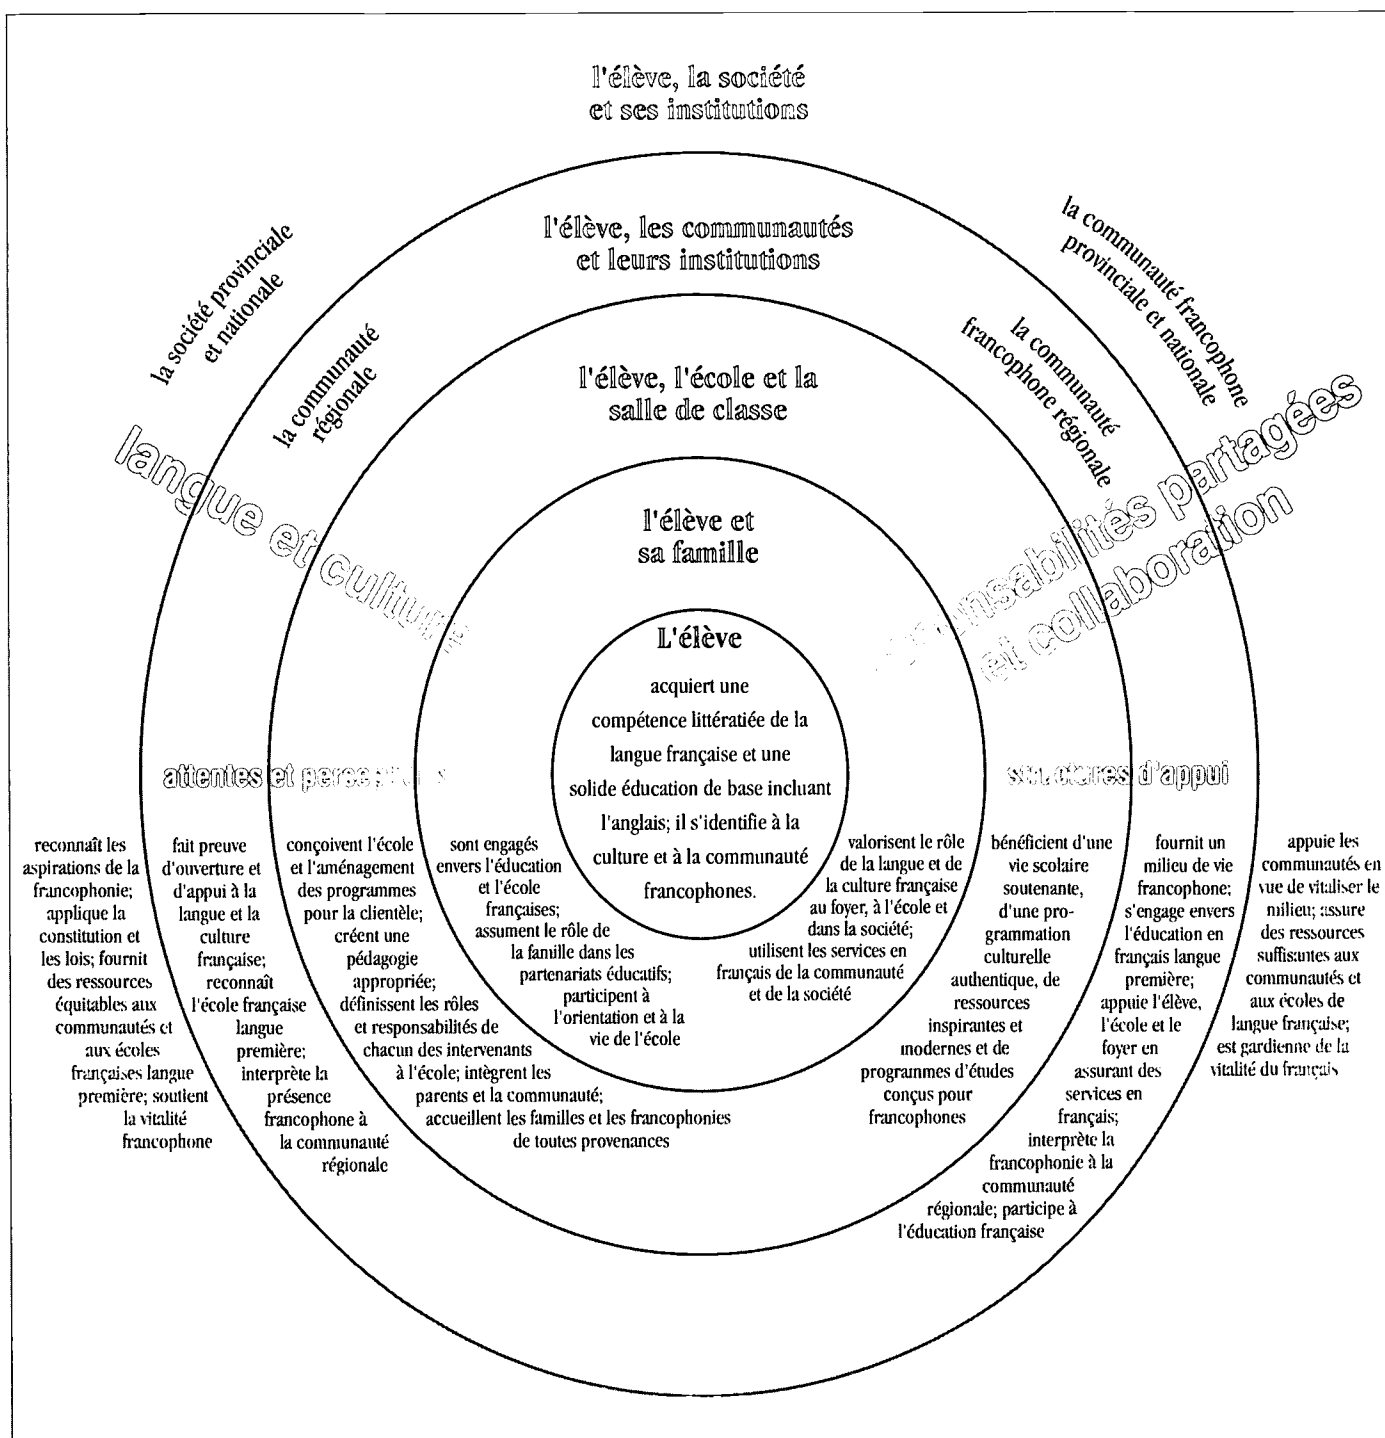 l'élève, la société
et ses institutions
l'élève, les communautés
et leurs institutions
l'élève, l'école et la
salle de classe
l'élève et
sa famille
la société provinciale
et nationale
la communauté
régionale
la communauté francophone
provinciale et nationale
la communauté
francophone régionale
langue et culture
partagées
et collaboration
L'élève
acquiert une
compétence littératiée de la
langue française et une
solide éducation de base incluant
l'anglais; il s'identifie à la
culture et à la communauté
francophones.
attentes et perceptions
structures d'appui
reconnaît les
aspirations de la
francophonie;
applique la
constitution et
les lois; fournit
des ressources
équitables aux
communautés et
aux écoles
françaises langue
première; soutient
la vitalité
francophone
fait preuve
d'ouverture et
d'appui à la
langue et la
culture
française;
reconnaît
l'école française
langue
première;
interprète la
présence
francophone à
la communauté
régionale
conçoivent l'école
et l'aménagement
des programmes
pour la clientèle;
créent une
pédagogie
appropriée;
définissent les rôles
et responsabilités de
chacun des intervenants
à l'école; intègrent les
parents et la communauté;
accueillent les familles et les francophonies
de toutes provenances
sont engagés
envers l'éducation
et l'école
françaises;
assument le rôle de
la famille dans les
partenariats éducatifs;
participent à
l'orientation et à la
vie de l'école
valorisent le rôle
de la langue et de
la culture française
au foyer, à l'école et
dans la société;
utilisent les services en
français de la communauté
et de la société
bénéficient d'une
vie scolaire
soutenante,
d'une pro-
grammation
culturelle
authentique, de
ressources
inspirantes et
modernes et de
programmes d'études
conçus pour
francophones
fournit un
milieu de vie
francophone;
s'engage envers
l'éducation en
français langue
première;
appuie l'élève,
l'école et le
foyer en
assurant des
services en
français;
interprète la
francophonie à la
communauté
régionale; participe à
l'éducation française
appuie les
communautés en
vue de vitaliser le
milieu; assure
des ressources
suffisantes aux
communautés et
aux écoles de
langue française;
est gardienne de la
vitalité du français